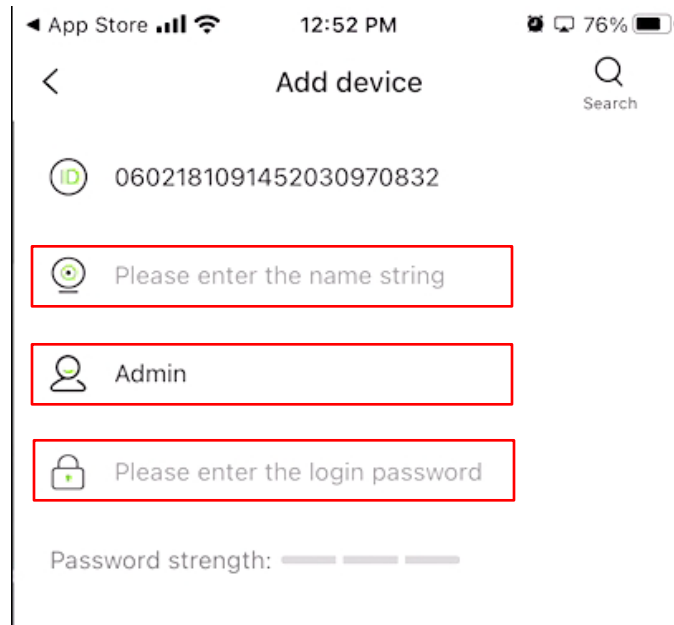 ◀ App Store 12:52 PM 76%
Add device
Search
ID 0602181091452030970832
Please enter the name string
Admin
Please enter the login password
Password strength: